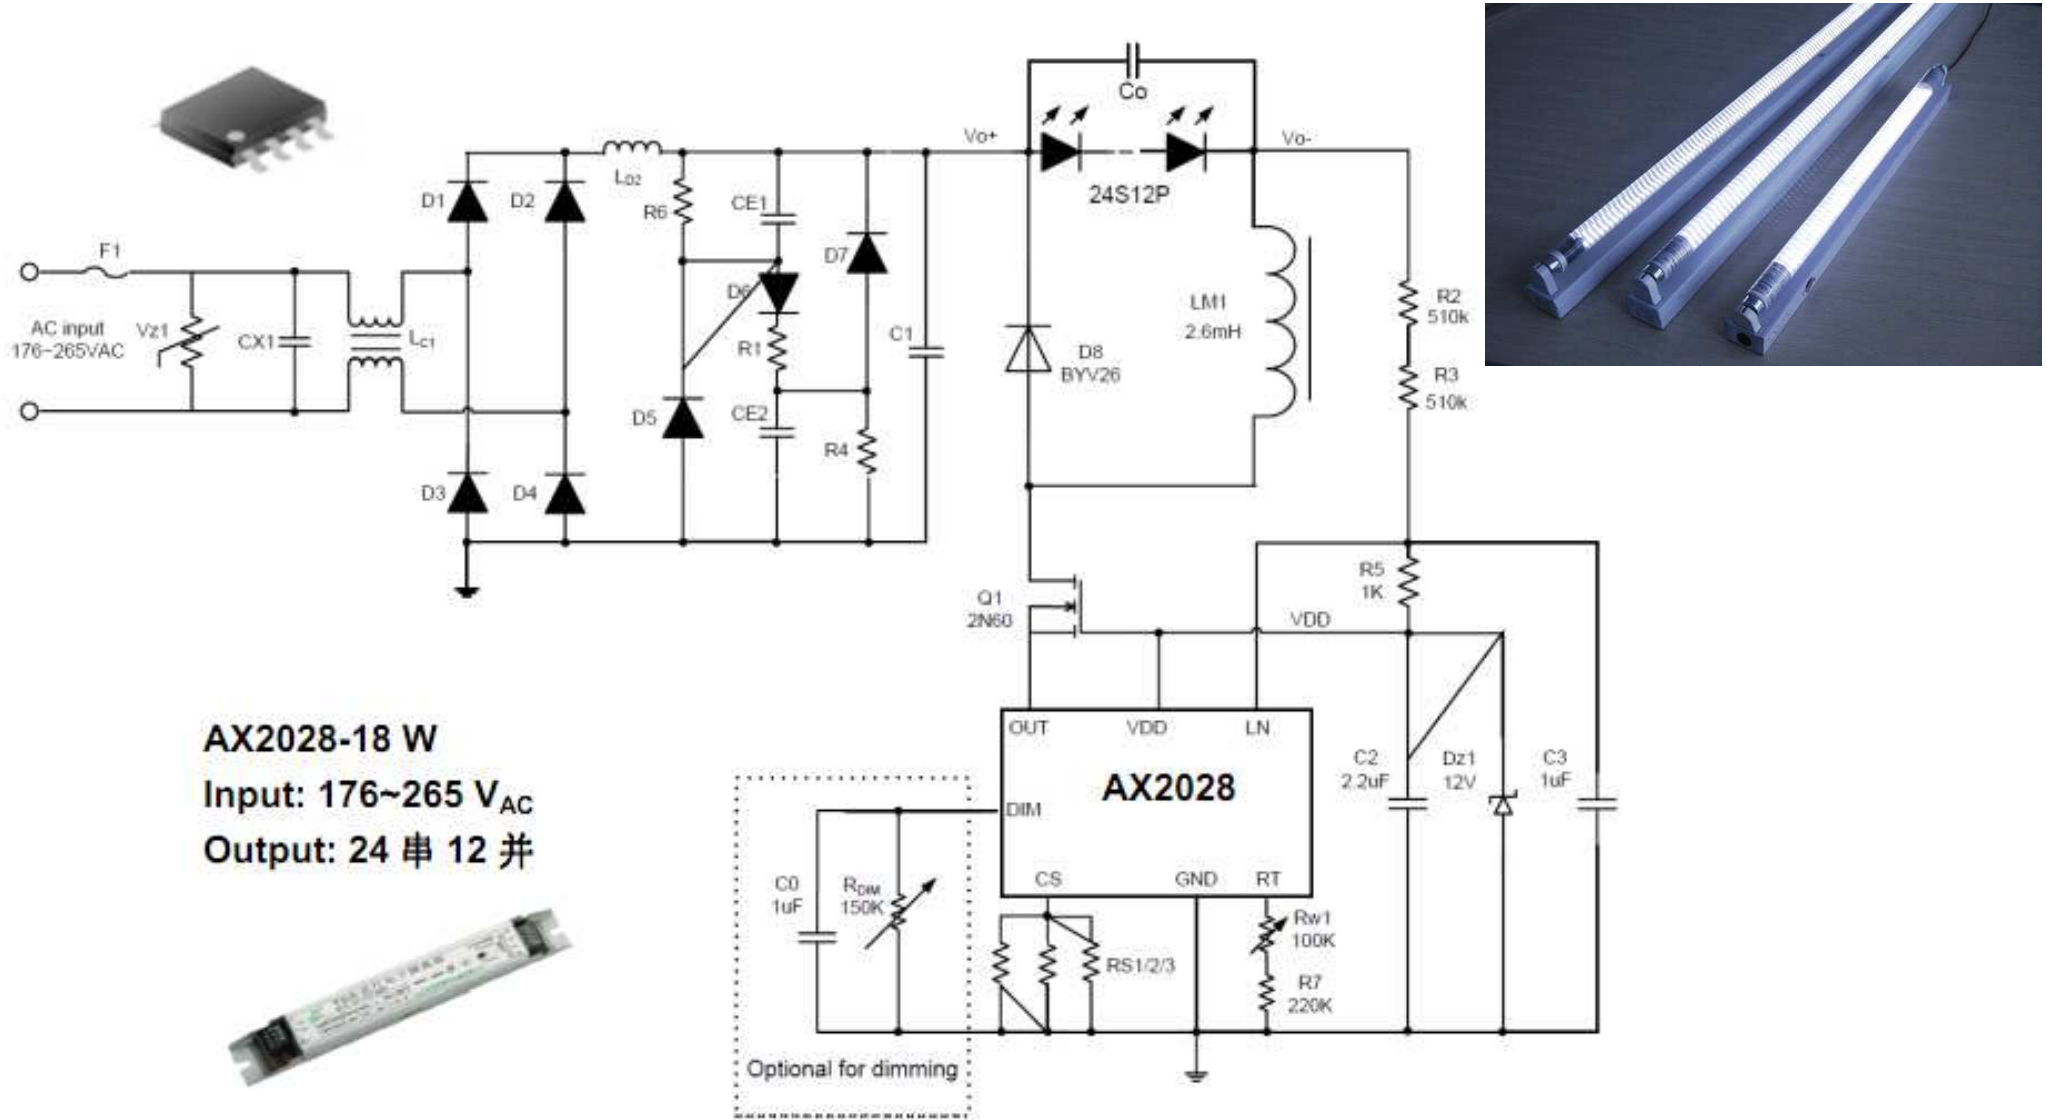 Co
Vo+
Vo-
24S12P
LD2
D1
D2
R6
CE1
D7
F1
AC input
176~265VAC
Vz1
CX1
LC1
D6
R1
C1
D5
CE2
R4
D3
D4
LM1
2.6mH
D8
BYV26
R2
510k
R3
510k
Q1
2N60
R5
1K
VDD
AX2028-18 W
Input: 176~265 VAC
Output: 24 串 12 并
OUT
VDD
LN
AX2028
DIM
CS
GND
RT
C2
2.2uF
Dz1
12V
C3
1uF
C0
1uF
RDIM
150K
RS1/2/3
Rw1
100K
R7
220K
Optional for dimming